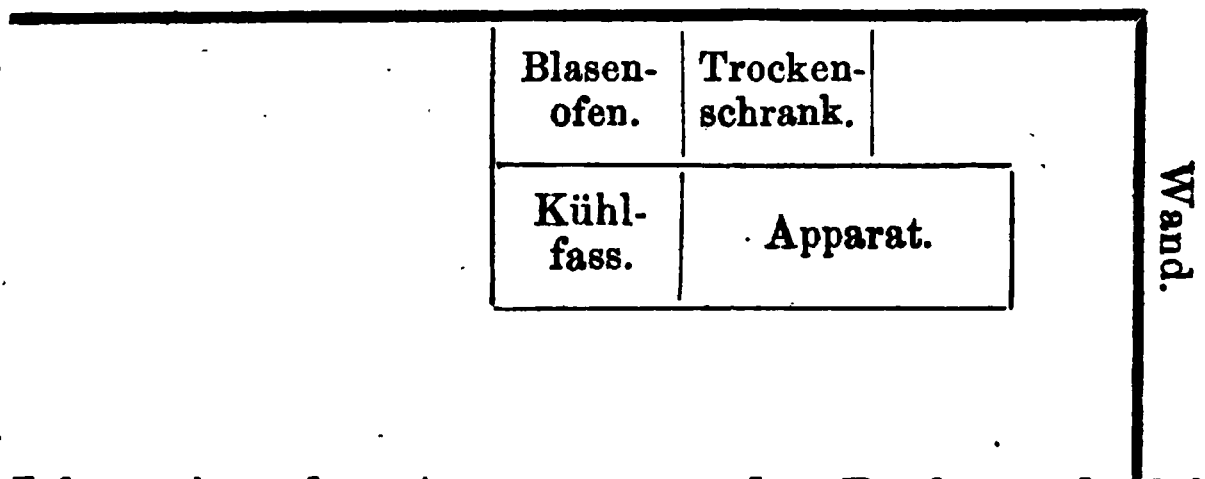 Blasen-
ofen.
Trocken-
schrank.
Kühl-
fass.
Apparat.
Wand.